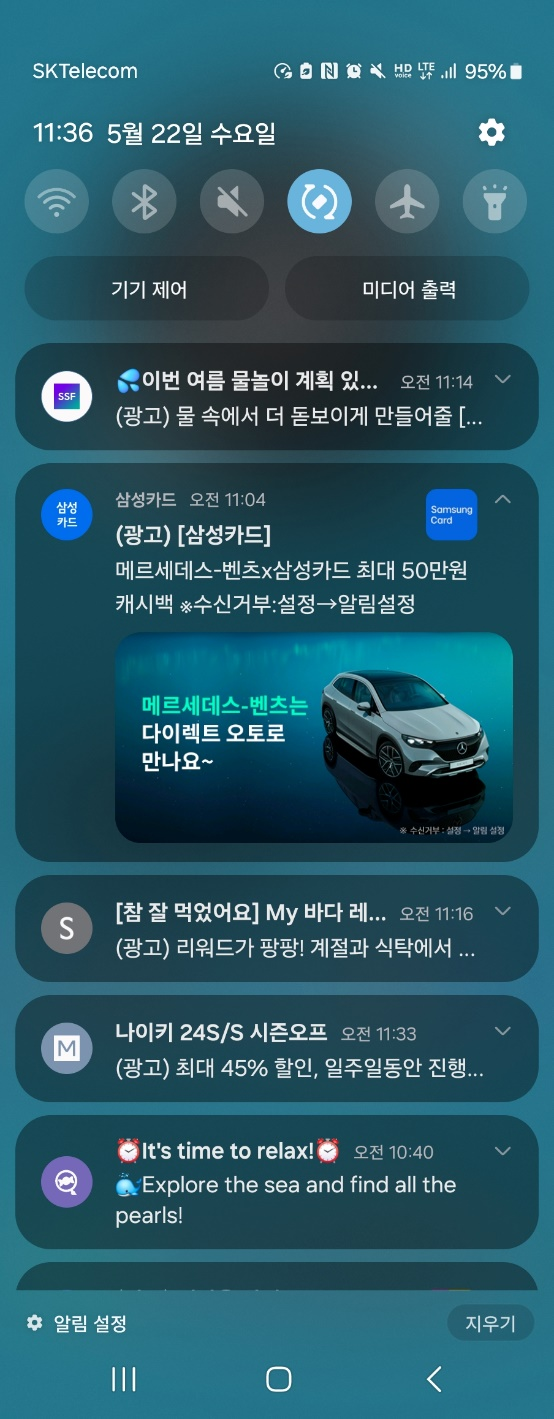 SKTelecom HD voice LTE 95%
11:36 5월 22일 수요일
기기 제어 미디어 출력
SSF 💦이번 여름 물놀이 계획 있... 오전 11:14
(광고) 물 속에서 더 돋보이게 만들어줄 [...
삼성 카드 삼성카드 오전 11:04 Samsung Card
(광고) [삼성카드]
메르세데스-벤츠x삼성카드 최대 50만원
캐시백 ※수신거부:설정→알림설정
메르세데스-벤츠는
다이렉트 오토로
만나요~
※ 수신거부 : 설정 → 알림 설정
S [참 잘 먹었어요] My 바다 레... 오전 11:16
(광고) 리워드가 팡팡! 계절과 식탁에서 ...
M 나이키 24S/S 시즌오프 오전 11:33
(광고) 최대 45% 할인, 일주일동안 진행...
⏰It's time to relax!⏰ 오전 10:40
🐳Explore the sea and find all the
pearls!
알림 설정 지우기